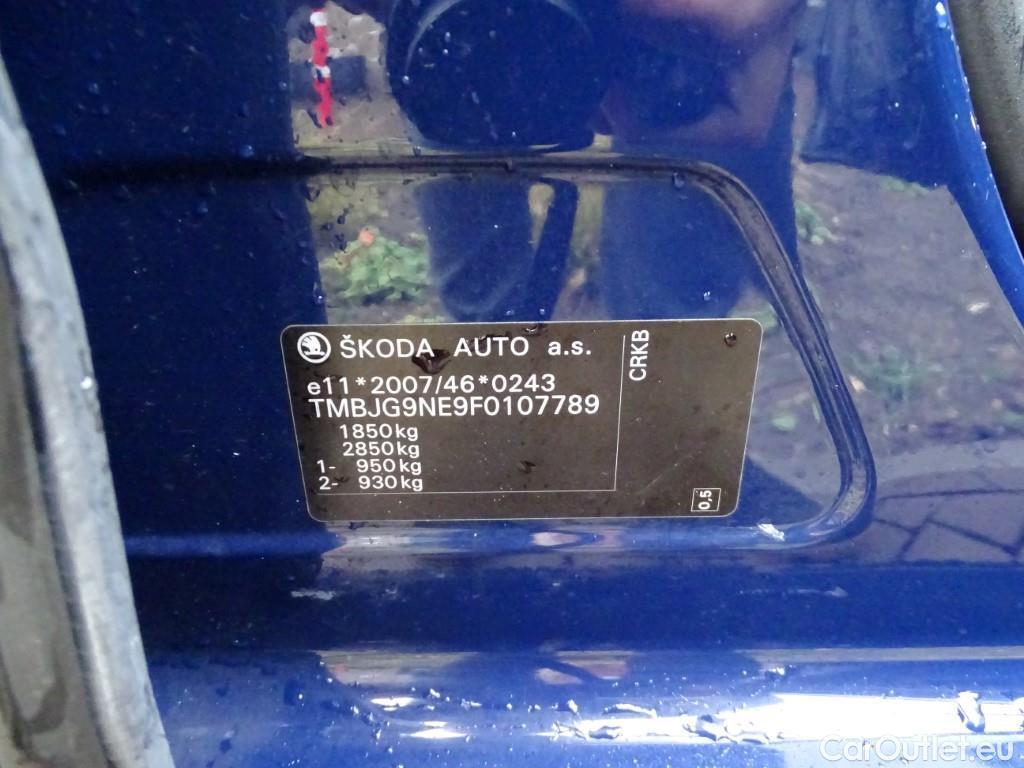 ŠKODA AUTO a.s.
e11*2007/46*0243
TMBJG9NE9F0107789
1850kg
2850kg
1- 950kg
2- 930kg
CRKB
0,5
CarOutlet.eu